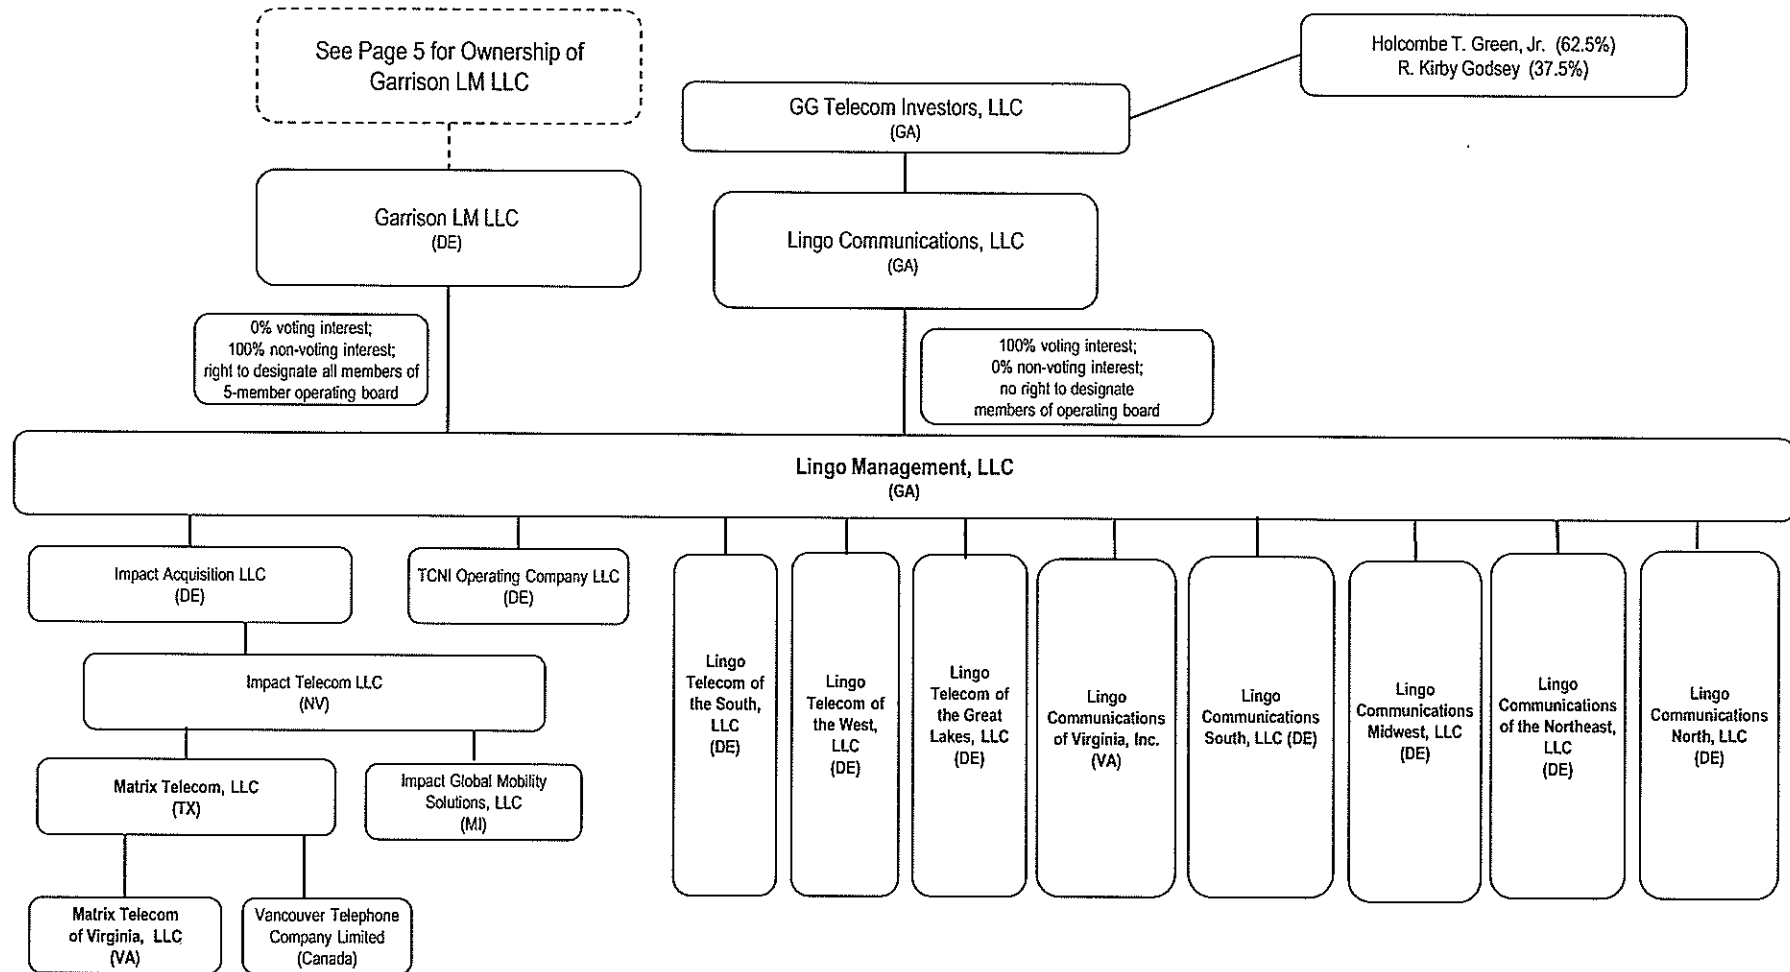 See Page 5 for Ownership of
Garrison LM LLC
Holcombe T. Green, Jr. (62.5%)
R. Kirby Godsey (37.5%)
GG Telecom Investors, LLC
(GA)
Garrison LM LLC
(DE)
Lingo Communications, LLC
(GA)
0% voting interest;
100% non-voting interest;
right to designate all members of
5-member operating board
100% voting interest;
0% non-voting interest;
no right to designate
members of operating board
Lingo Management, LLC
(GA)
Impact Acquisition LLC
(DE)
TCNI Operating Company LLC
(DE)
Impact Telecom LLC
(NV)
Matrix Telecom, LLC
(TX)
Impact Global Mobility
Solutions, LLC
(MI)
Matrix Telecom
of Virginia, LLC
(VA)
Vancouver Telephone
Company Limited
(Canada)
Lingo
Telecom of
the South,
LLC
(DE)
Lingo
Telecom of
the West,
LLC
(DE)
Lingo
Telecom of
the Great
Lakes, LLC
(DE)
Lingo
Communications
of Virginia, Inc.
(VA)
Lingo
Communications
South, LLC (DE)
Lingo
Communications
Midwest, LLC
(DE)
Lingo
Communications
of the Northeast,
LLC
(DE)
Lingo
Communications
North, LLC
(DE)